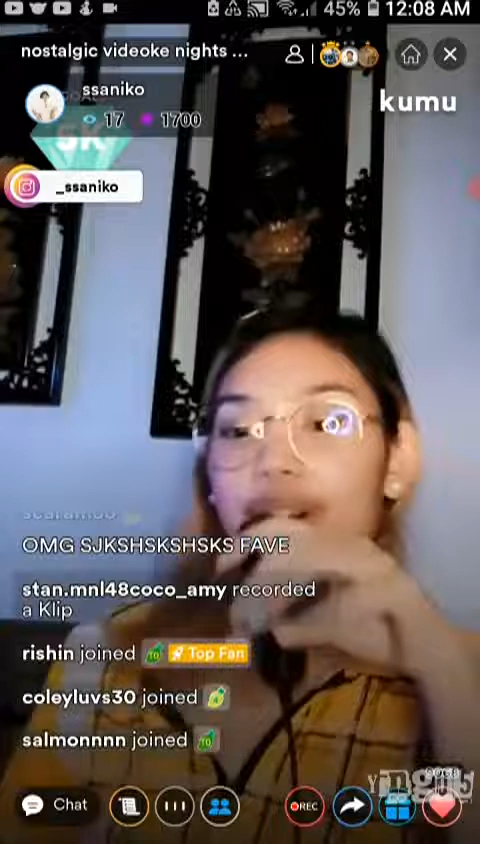 45% 12:08 AM
nostalgic videoke nights ...
ssaniko
17 1700
kumu
5K
_ssaniko
OMG SJKSHSKSHSKS FAVE
stan.mnl48coco_amy recorded
a Klip
rishin joined Top Fan
coleyluvs30 joined
salmonnnn joined
Chat
REC